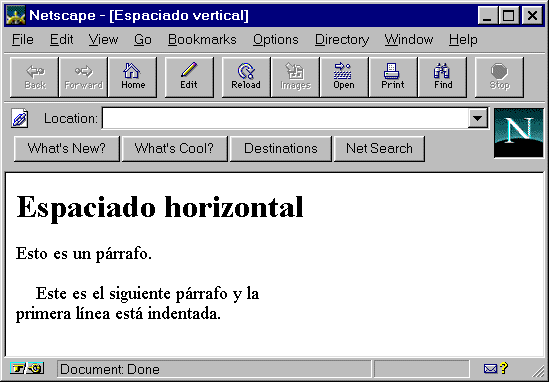 Netscape - [Espaciado vertical]
File Edit View Go Bookmarks Options Directory Window Help
Back Forward Home Edit Reload Images Open Print Find Stop
Location:
N
What's New? What's Cool? Destinations Net Search
Espaciado horizontal
Esto es un párrafo.
Este es el siguiente párrafo y la
primera línea está indentada.
Document: Done
?